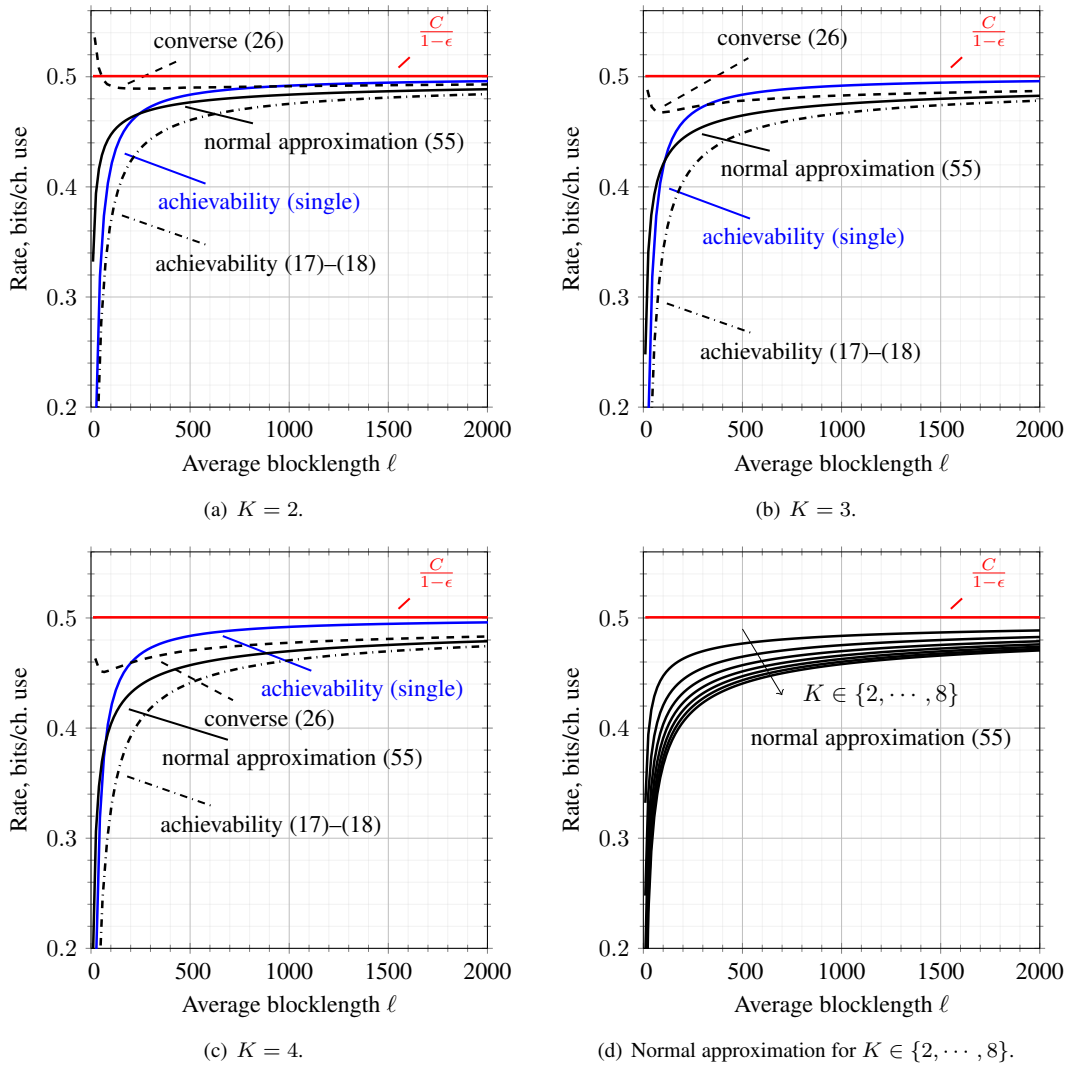 converse (26)
C/(1−ϵ)
0.5
normal approximation (55)
0.4
achievability (single)
achievability (17)–(18)
0.3
0.2
0 500 1000 1500 2000
Rate, bits/ch. use
Average blocklength ℓ
(a) K = 2.
converse (26)
C/(1−ϵ)
0.5
normal approximation (55)
0.4
achievability (single)
0.3
achievability (17)–(18)
0.2
0 500 1000 1500 2000
Rate, bits/ch. use
Average blocklength ℓ
(b) K = 3.
C/(1−ϵ)
0.5
achievability (single)
converse (26)
0.4
normal approximation (55)
achievability (17)–(18)
0.3
0.2
0 500 1000 1500 2000
Rate, bits/ch. use
Average blocklength ℓ
(c) K = 4.
C/(1−ϵ)
0.5
K ∈ {2, ··· , 8}
0.4
normal approximation (55)
0.3
0.2
0 500 1000 1500 2000
Rate, bits/ch. use
Average blocklength ℓ
(d) Normal approximation for K ∈ {2, ··· , 8}.